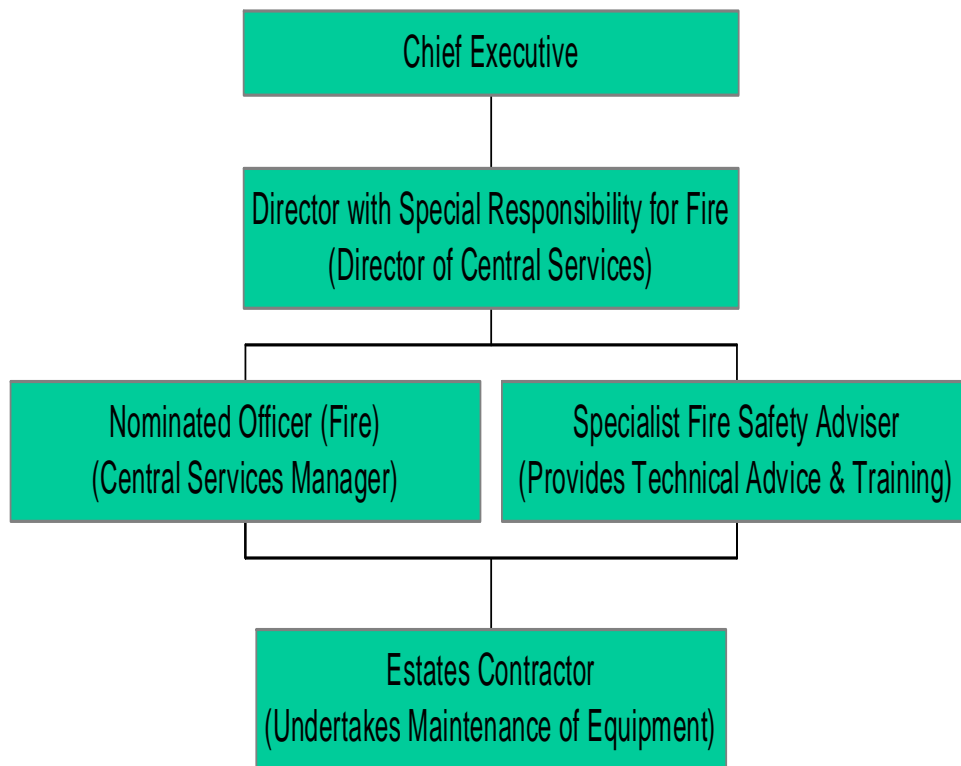 Chief Executive
Director with Special Responsibility for Fire
(Director of Central Services)
Nominated Officer (Fire)
(Central Services Manager)
Specialist Fire Safety Adviser
(Provides Technical Advice & Training)
Estates Contractor
(Undertakes Maintenance of Equipment)